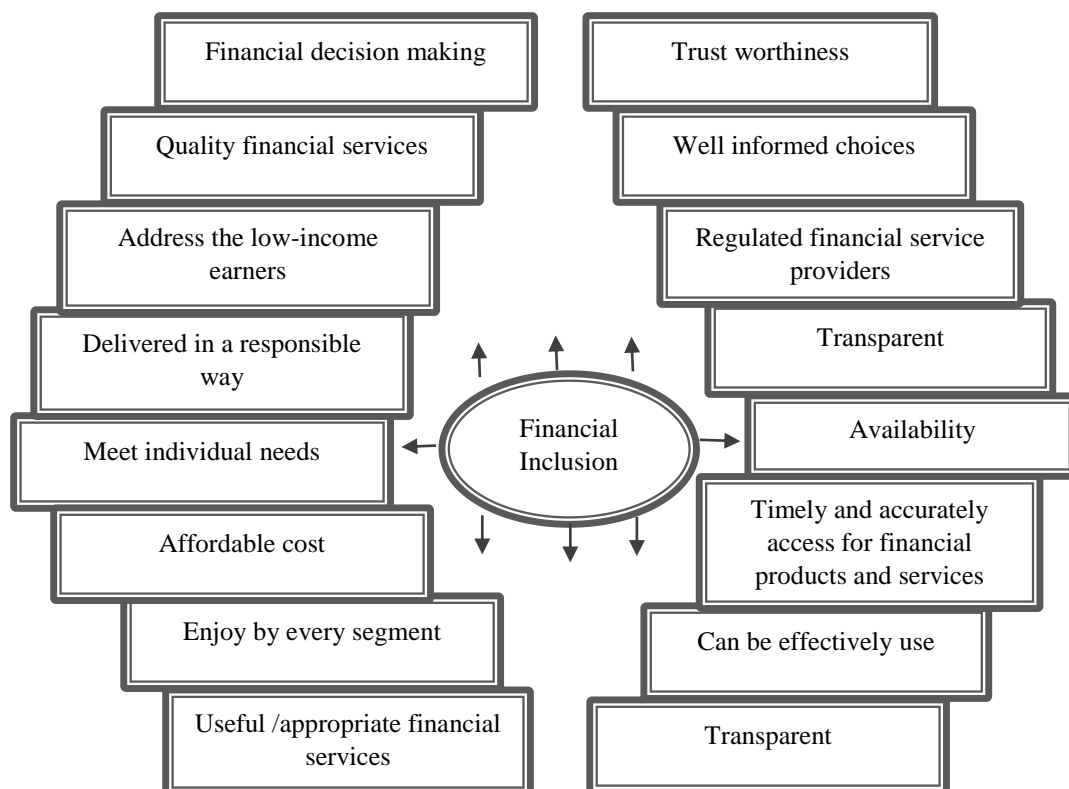 Financial decision making
Quality financial services
Address the low-income
earners
Delivered in a responsible
way
Meet individual needs
Affordable cost
Enjoy by every segment
Useful /appropriate financial
services
Financial
Inclusion
Trust worthiness
Well informed choices
Regulated financial service
providers
Transparent
Availability
Timely and accurately
access for financial
products and services
Can be effectively use
Transparent